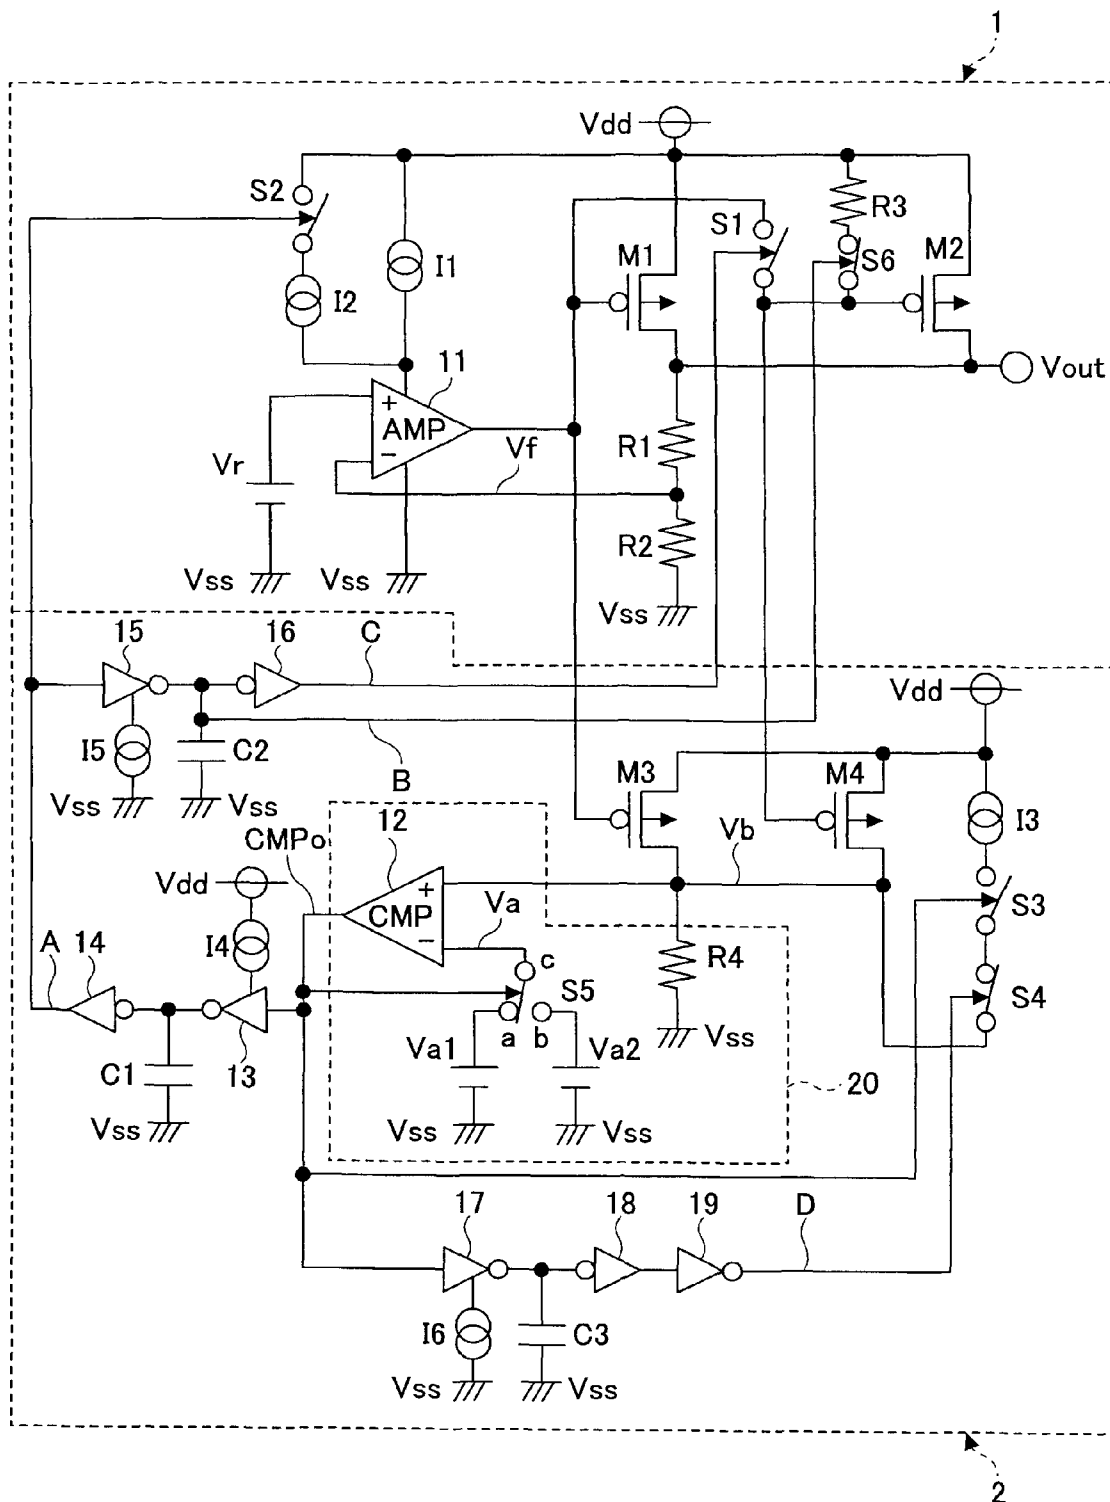 1
Vdd
S2
R3
S1
M1
S6
M2
I1
I2
11
Vout
+
AMP
−
Vf
R1
Vr
R2
Vss
Vss
Vss
15
16
C
Vdd
I5
C2
B
M3
M4
Vss
Vss
I3
CMPo
12
Vb
Vdd
+
CMP
−
Va
S3
A
14
I4
c
R4
S5
S4
a
b
Vss
C1
13
Va1
Va2
20
Vss
Vss
Vss
17
18
19
D
I6
C3
Vss
Vss
2